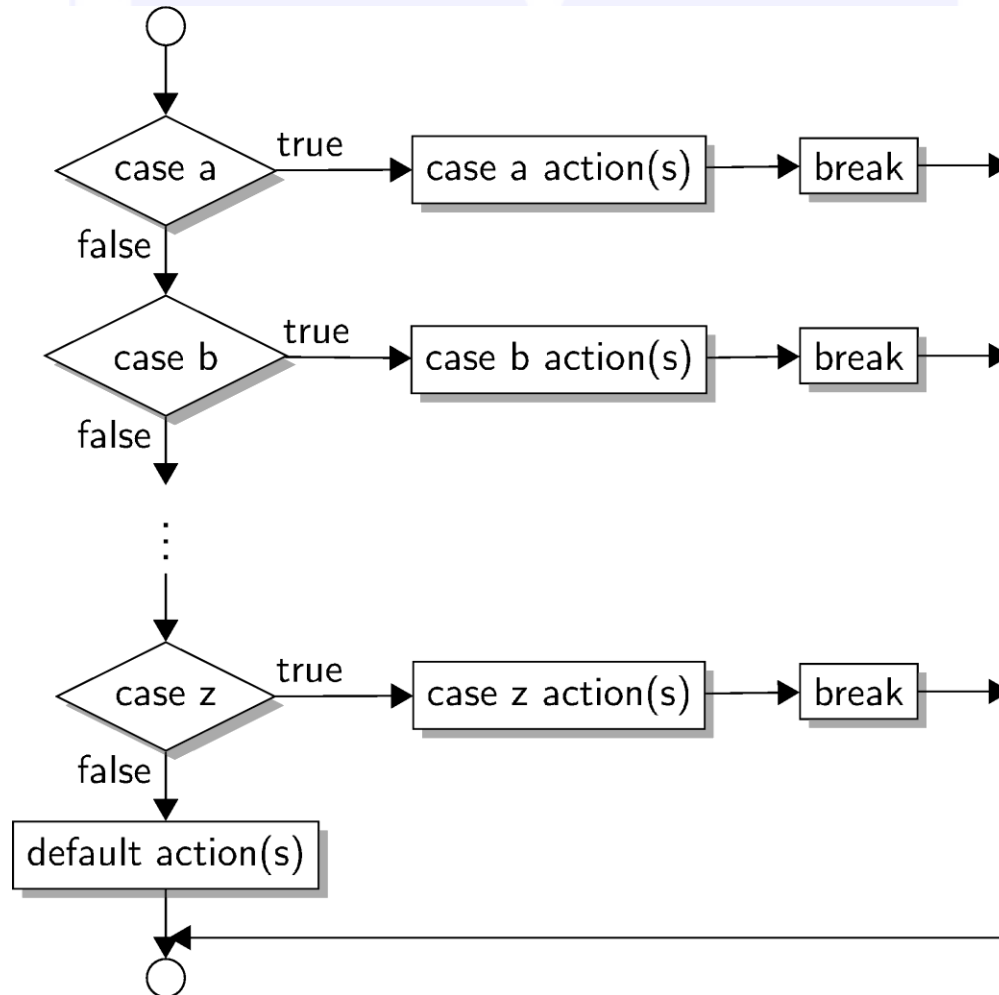 true
case a
case a action(s)
break
false
true
case b
case b action(s)
break
false
true
case z
case z action(s)
break
false
default action(s)